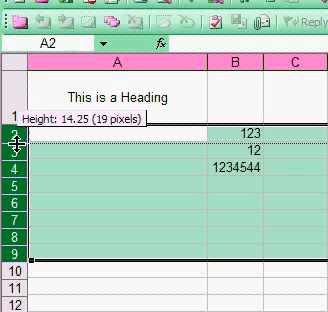 Reply
A2 fx
A B C
1 This is a Heading
Height: 14.25 (19 pixels)
2 123
3 12
4 1234544
5
6
7
8
9
10
11
12